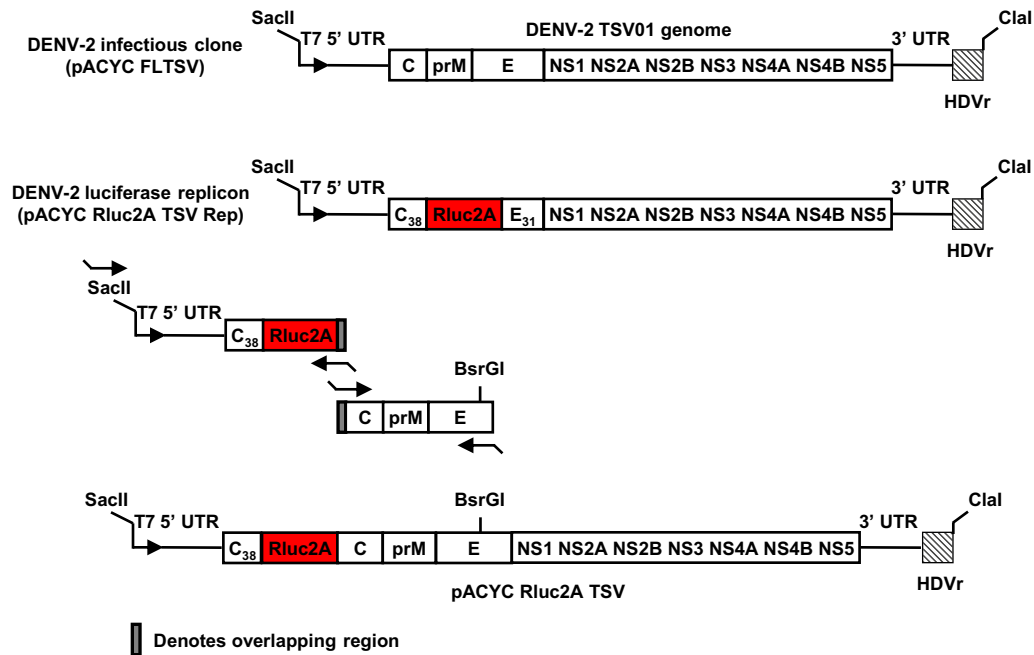 SacII
T7 5’ UTR
DENV-2 TSV01 genome
3’ UTR
ClaI
DENV-2 infectious clone
(pACYC FLTSV)
C prM E NS1 NS2A NS2B NS3 NS4A NS4B NS5
HDVr
SacII
T7 5’ UTR
3’ UTR
ClaI
DENV-2 luciferase replicon
(pACYC Rluc2A TSV Rep)
C38 Rluc2A E31 NS1 NS2A NS2B NS3 NS4A NS4B NS5
HDVr
SacII
T7 5’ UTR
C38 Rluc2A
BsrGI
C prM E
SacII
T7 5’ UTR
BsrGI
3’ UTR
ClaI
C38 Rluc2A C prM E NS1 NS2A NS2B NS3 NS4A NS4B NS5
HDVr
pACYC Rluc2A TSV
Denotes overlapping region